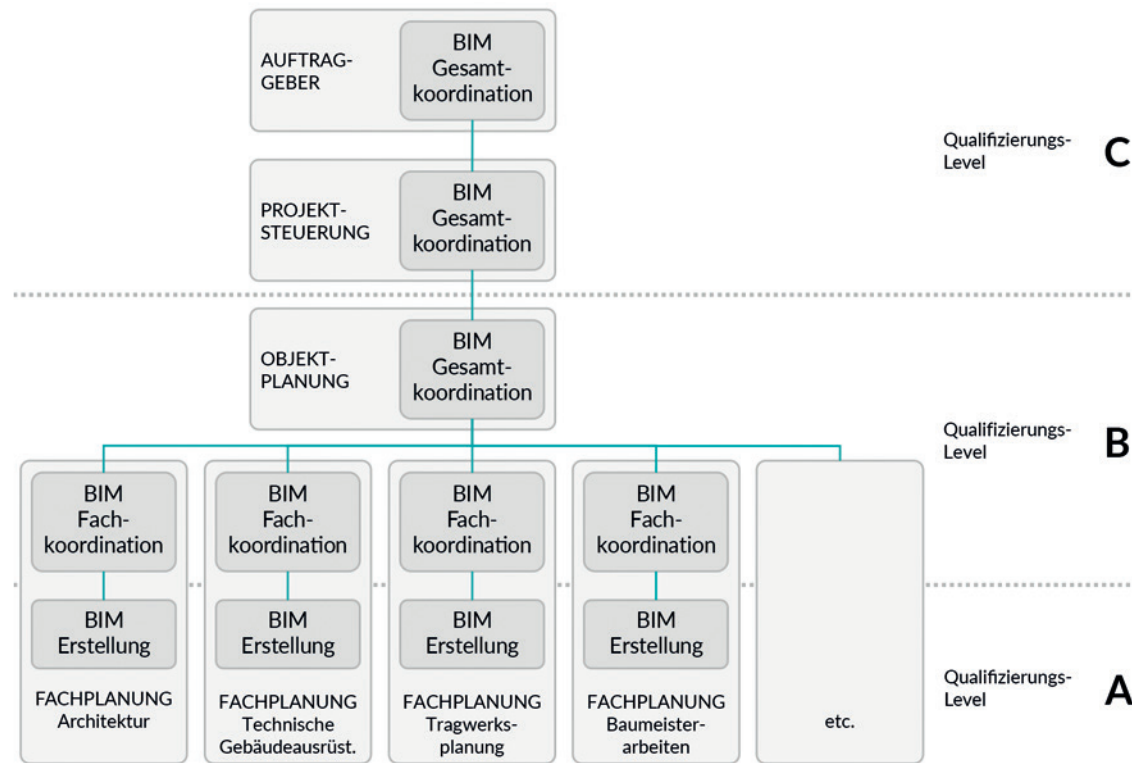 AUFTRAG-
GEBER
BIM
Gesamt-
koordination
Qualifizierungs-
Level
C
PROJEKT-
STEUERUNG
BIM
Gesamt-
koordination
OBJEKT-
PLANUNG
BIM
Gesamt-
koordination
Qualifizierungs-
Level
B
BIM
Fach-
koordination
BIM
Fach-
koordination
BIM
Fach-
koordination
BIM
Fach-
koordination
BIM
Erstellung
BIM
Erstellung
BIM
Erstellung
BIM
Erstellung
Qualifizierungs-
Level
A
FACHPLANUNG
Architektur
FACHPLANUNG
Technische
Gebäudeausrüst.
FACHPLANUNG
Tragwerks-
planung
FACHPLANUNG
Baumeister-
arbeiten
etc.